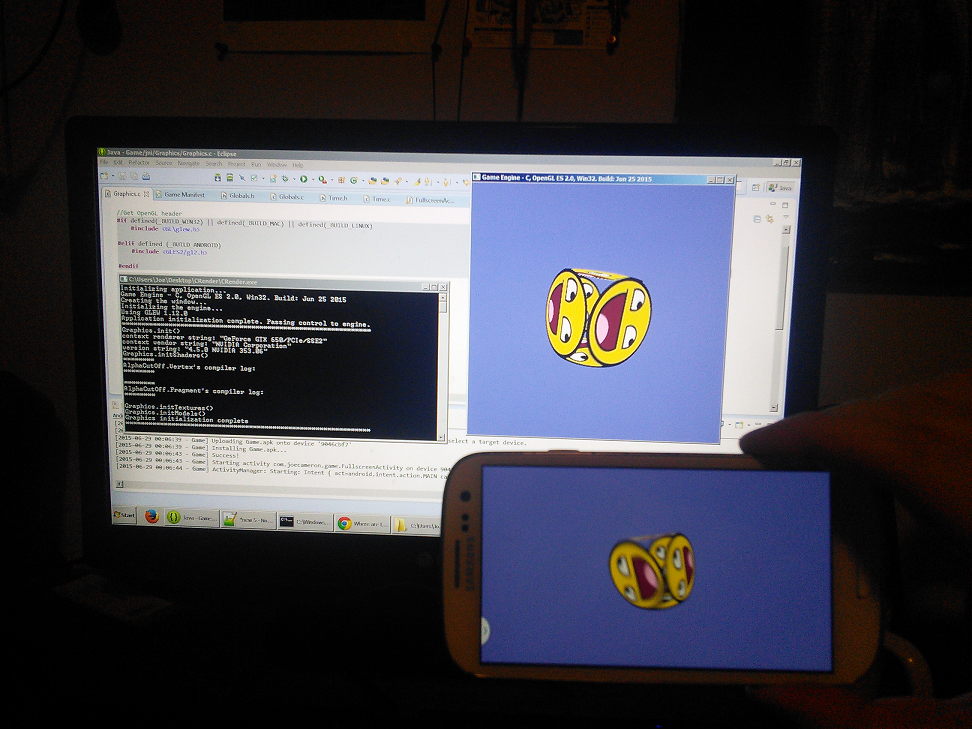 Java - Game/jni/Graphics/Graphics.c - Eclipse
File Edit Refactor Source Navigate Search Project Run Window Help
Graphics.c Game Manifest Globals.h Globals.c Time.h Time.c FullscreenAc...
Java
//Get OpenGL header
#if defined(_BUILD_WIN32) || defined(_BUILD_MAC) || defined(_BUILD_LINUX)
#include <GL\glew.h>
#elif defined (_BUILD_ANDROID)
#include <GLES2/gl2.h>
#endif
C:\Users\Joe\Desktop\CRender\CRender.exe
Initializing application...
Game Engine - C, OpenGL ES 2.0, Win32. Build: Jun 25 2015
Creating the window...
Initializing the engine...
Using GLEW 1.12.0
Application initialization complete. Passing control to engine.
Graphics.init()
context renderer string: "GeForce GTX 650/PCIe/SSE2"
context vendor string: "NVIDIA Corporation"
version string: "4.5.0 NVIDIA 353.06"
Graphics.initShaders()
AlphaCutOff.Vertex's compiler log:
AlphaCutOff.Fragment's compiler log:
Graphics.initTextures()
Graphics.initModels()
Graphics initialization complete
Game Engine - C, OpenGL ES 2.0, Win32. Build: Jun 25 2015
select a target device.
[2015-06-29 00:06:39 - Game] Uploading Game.apk onto device '9046cbf7'
[2015-06-29 00:06:39 - Game] Installing Game.apk...
[2015-06-29 00:06:43 - Game] Success!
[2015-06-29 00:06:43 - Game] Starting activity com.joecameron.game.FullscreenActivity on device 904
[2015-06-29 00:06:44 - Game] ActivityManager: Starting: Intent { act=android.intent.action.MAIN ca
Start Java - Game... C:\Windows... Where are t... C:\Users\Jo...
SAMSUNG